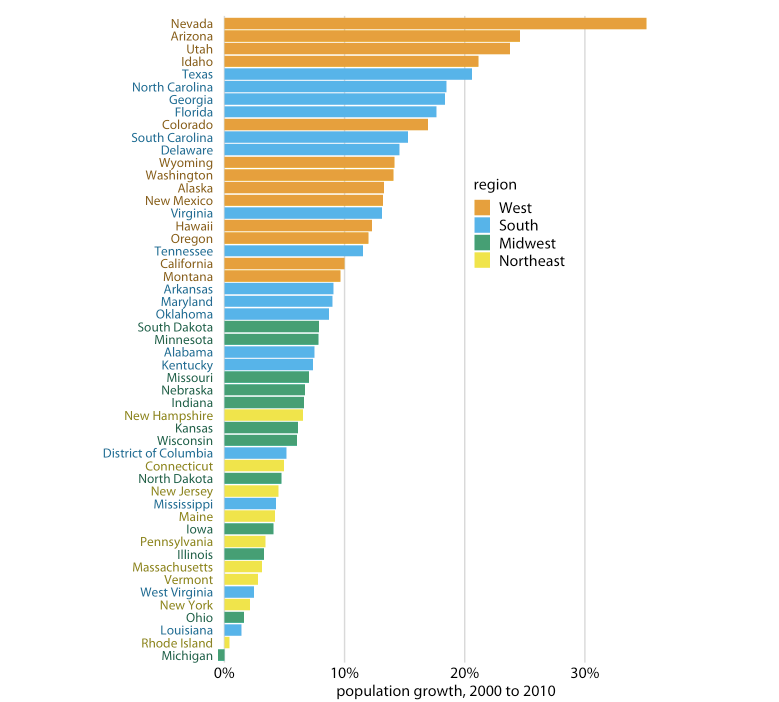 Nevada
Arizona
Utah
Idaho
Texas
North Carolina
Georgia
Florida
Colorado
South Carolina
Delaware
Wyoming
Washington
Alaska
New Mexico
Virginia
Hawaii
Oregon
Tennessee
California
Montana
Arkansas
Maryland
Oklahoma
South Dakota
Minnesota
Alabama
Kentucky
Missouri
Nebraska
Indiana
New Hampshire
Kansas
Wisconsin
District of Columbia
Connecticut
North Dakota
New Jersey
Mississippi
Maine
Iowa
Pennsylvania
Illinois
Massachusetts
Vermont
West Virginia
New York
Ohio
Louisiana
Rhode Island
Michigan
region
West
South
Midwest
Northeast
0% 10% 20% 30%
population growth, 2000 to 2010